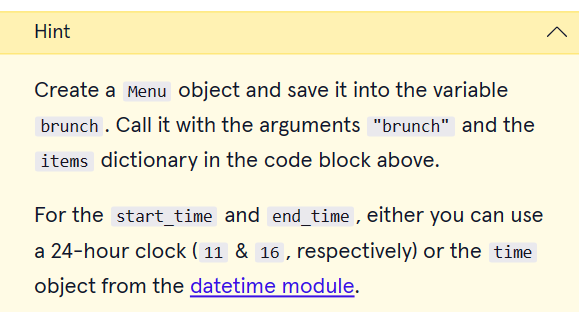 Hint
Create a Menu object and save it into the variable
brunch. Call it with the arguments "brunch" and the
items dictionary in the code block above.
For the start_time and end_time, either you can use
a 24-hour clock (11 & 16, respectively) or the time
object from the datetime module.